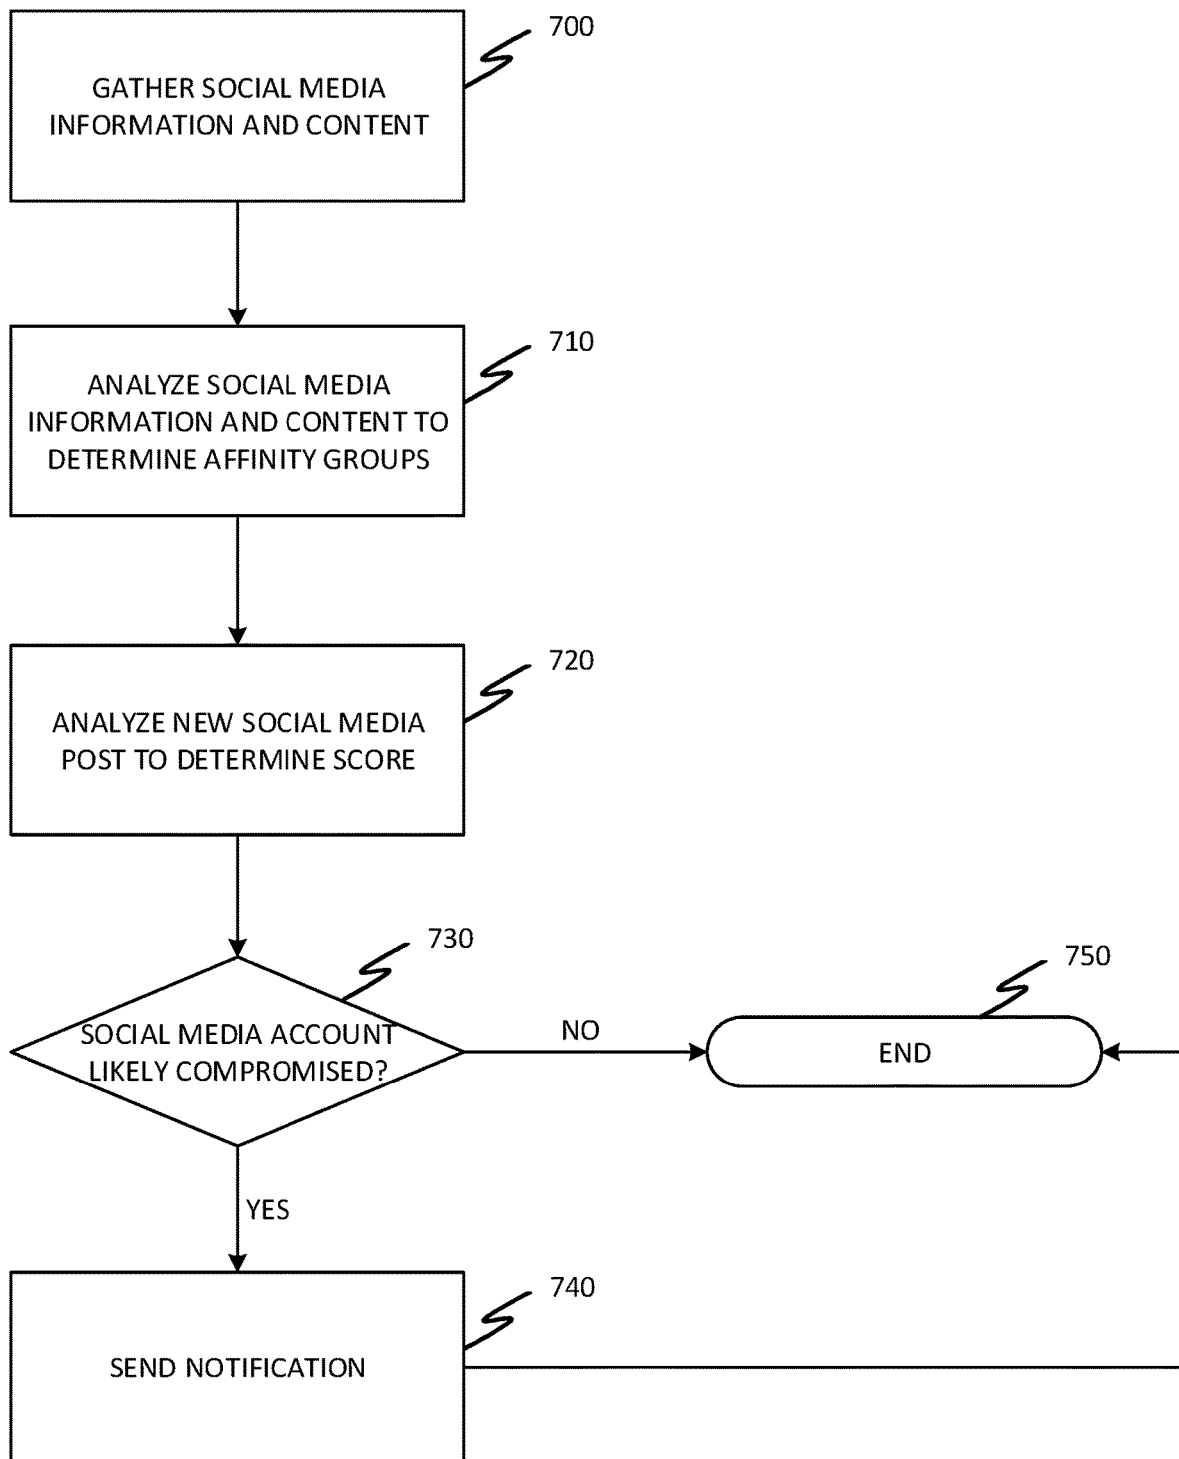 700
GATHER SOCIAL MEDIA
INFORMATION AND CONTENT
710
ANALYZE SOCIAL MEDIA
INFORMATION AND CONTENT TO
DETERMINE AFFINITY GROUPS
720
ANALYZE NEW SOCIAL MEDIA
POST TO DETERMINE SCORE
730
SOCIAL MEDIA ACCOUNT
LIKELY COMPROMISED?
NO
750
END
YES
740
SEND NOTIFICATION